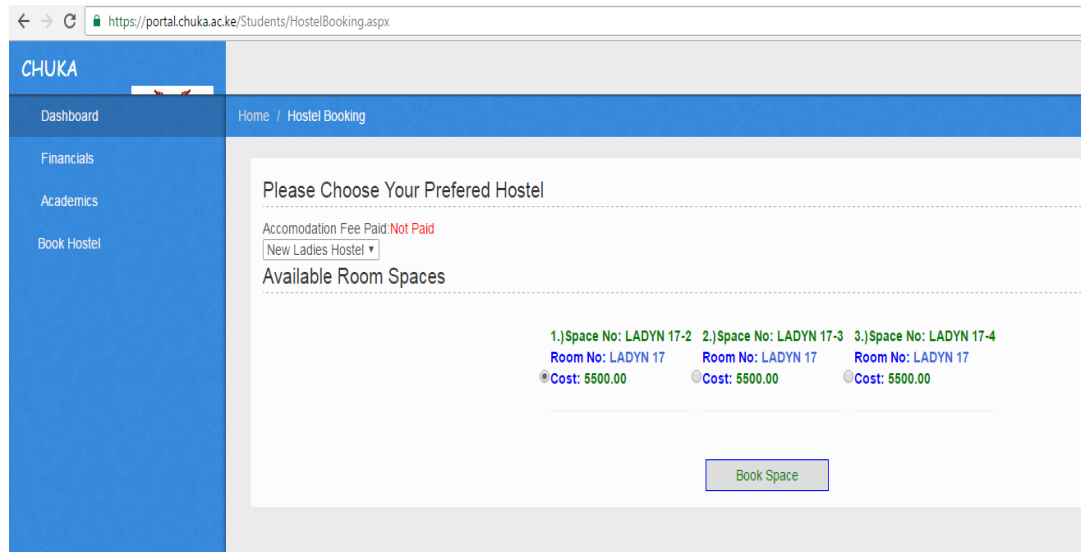 https://portal.chuka.ac.ke/Students/HostelBooking.aspx
CHUKA
Dashboard
Financials
Academics
Book Hostel
Home / Hostel Booking
Please Choose Your Prefered Hostel
Accomodation Fee Paid:Not Paid
New Ladies Hostel
Available Room Spaces
1.)Space No: LADYN 17-2 2.)Space No: LADYN 17-3 3.)Space No: LADYN 17-4
Room No: LADYN 17 Room No: LADYN 17 Room No: LADYN 17
Cost: 5500.00 Cost: 5500.00 Cost: 5500.00
Book Space